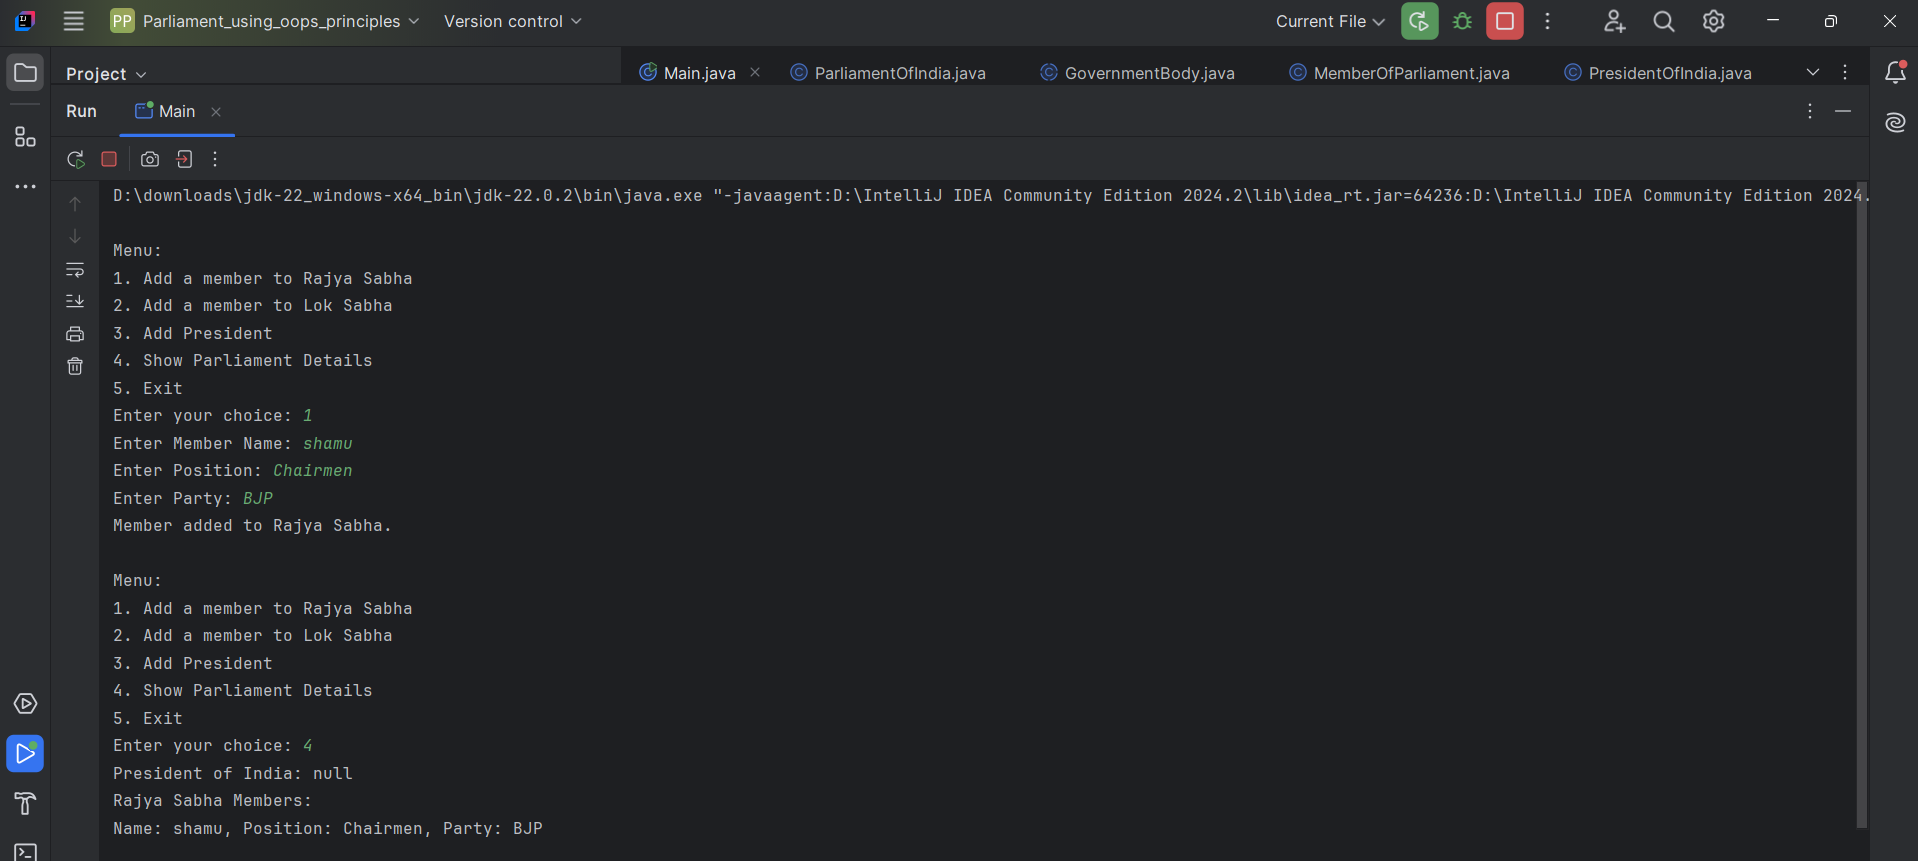 PP Parliament_using_oops_principles Version control Current File
Project Main.java ParliamentOfIndia.java GovernmentBody.java MemberOfParliament.java PresidentOfIndia.java
Run Main
D:\downloads\jdk-22_windows-x64_bin\jdk-22.0.2\bin\java.exe "-javaagent:D:\IntelliJ IDEA Community Edition 2024.2\lib\idea_rt.jar=64236:D:\IntelliJ IDEA Community Edition 2024.
Menu:
1. Add a member to Rajya Sabha
2. Add a member to Lok Sabha
3. Add President
4. Show Parliament Details
5. Exit
Enter your choice: 1
Enter Member Name: shamu
Enter Position: Chairmen
Enter Party: BJP
Member added to Rajya Sabha.
Menu:
1. Add a member to Rajya Sabha
2. Add a member to Lok Sabha
3. Add President
4. Show Parliament Details
5. Exit
Enter your choice: 4
President of India: null
Rajya Sabha Members:
Name: shamu, Position: Chairmen, Party: BJP